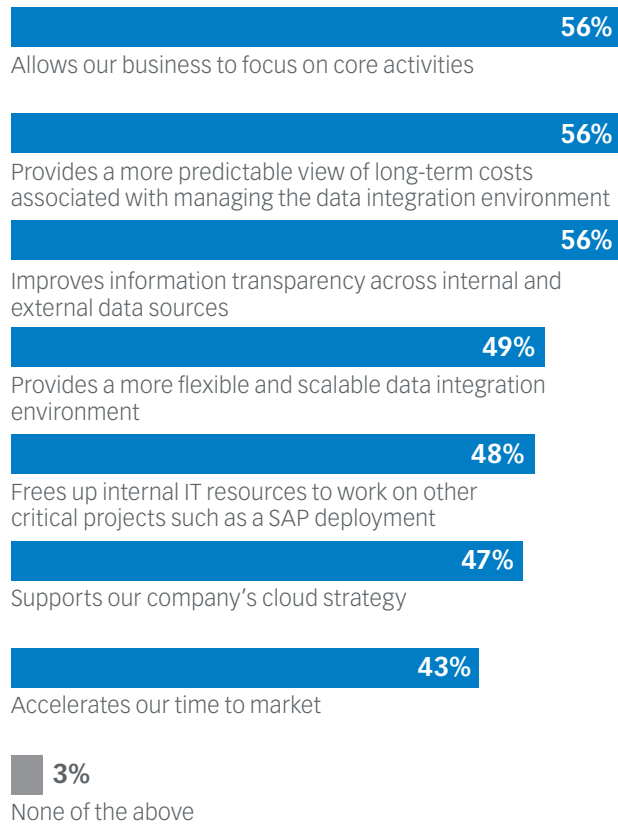 56%
Allows our business to focus on core activities
56%
Provides a more predictable view of long-term costs
associated with managing the data integration environment
56%
Improves information transparency across internal and
external data sources
49%
Provides a more flexible and scalable data integration
environment
48%
Frees up internal IT resources to work on other
critical projects such as a SAP deployment
47%
Supports our company’s cloud strategy
43%
Accelerates our time to market
3%
None of the above